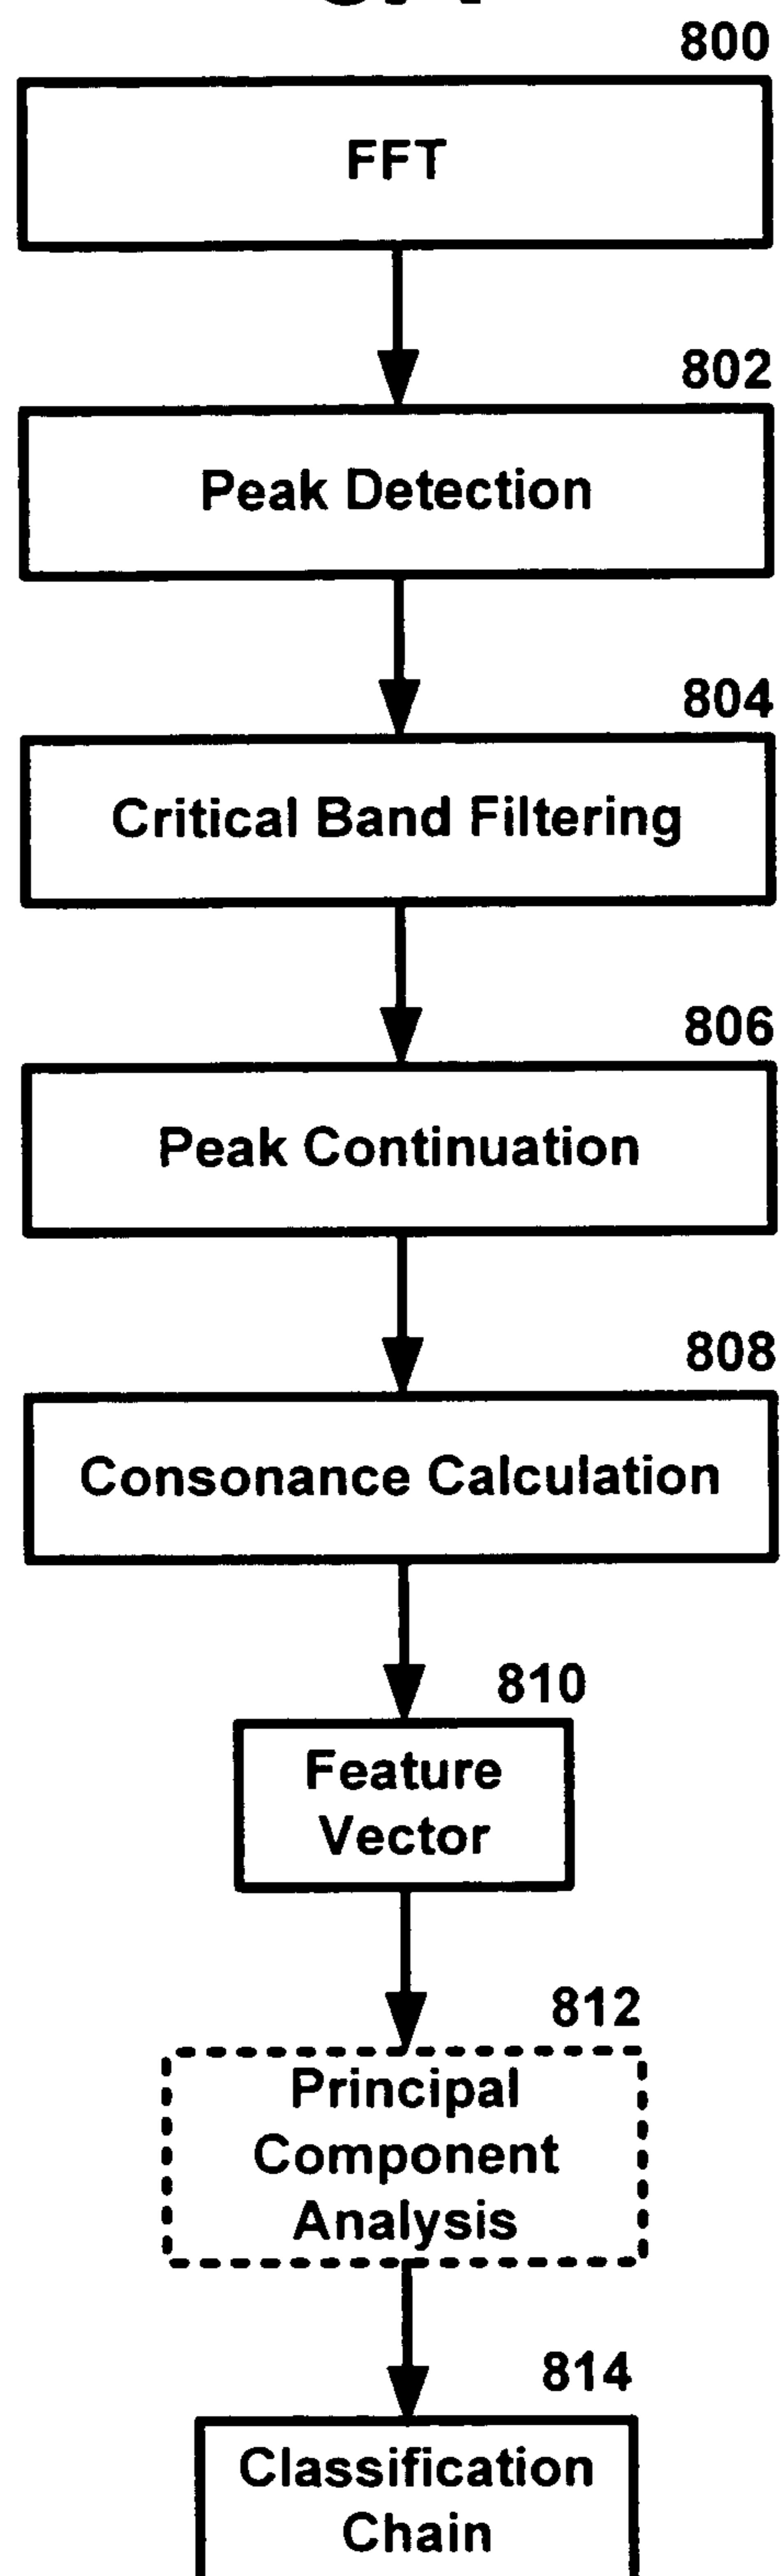 800
FFT
802
Peak Detection
804
Critical Band Filtering
806
Peak Continuation
808
Consonance Calculation
810
Feature
Vector
812
Principal
Component
Analysis
814
Classification
Chain